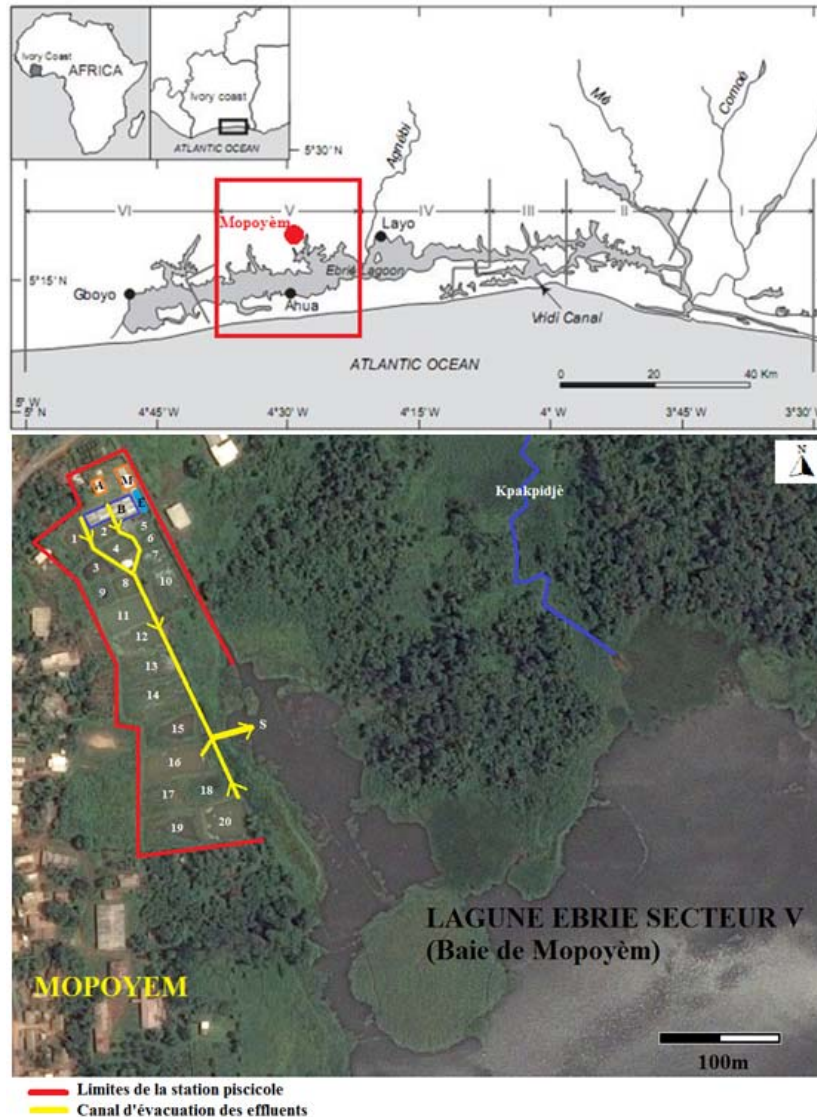 Ivory Coast
AFRICA
Ivory coast
ATLANTIC OCEAN
5°30'N
Agnébi
Mé
Comoé
VI
V
IV
III
II
I
Mopoyèm
Layo
Ebrié Lagoon
5°15'N
Gboyo
Ahua
Vridi Canal
ATLANTIC OCEAN
0 20 40 Km
5°W
5°N
4°45'W
4°30'W
4°15'W
4°W
3°45'W
3°30'W
N
Kpakpidjè
A
M
E
B
1
2
5
4
6
7
3
8
10
9
11
12
13
14
15
S
16
17
18
19
20
LAGUNE EBRIE SECTEUR V
(Baie de Mopoyèm)
MOPOYEM
100m
Limites de la station piscicole
Canal d'évacuation des effluents